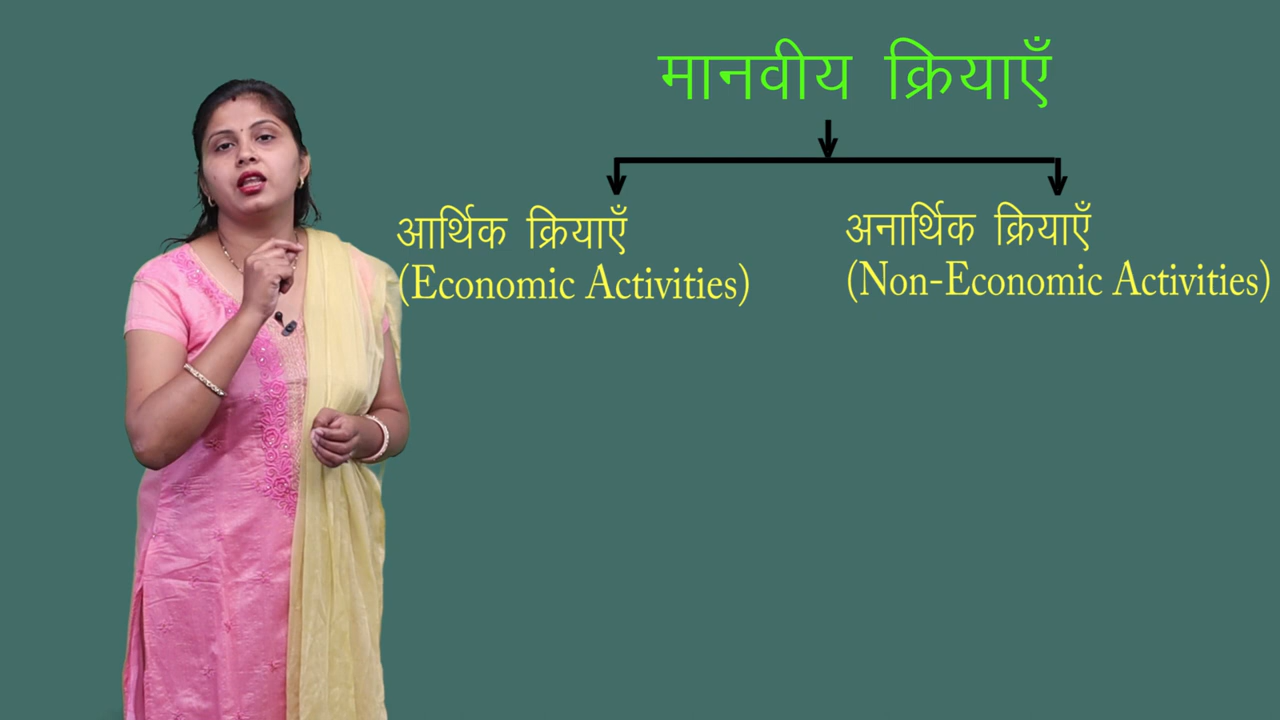 मानवीय क्रियाएँ
आर्थिक क्रियाएँ
(Economic Activities)
अनार्थिक क्रियाएँ
(Non-Economic Activities)